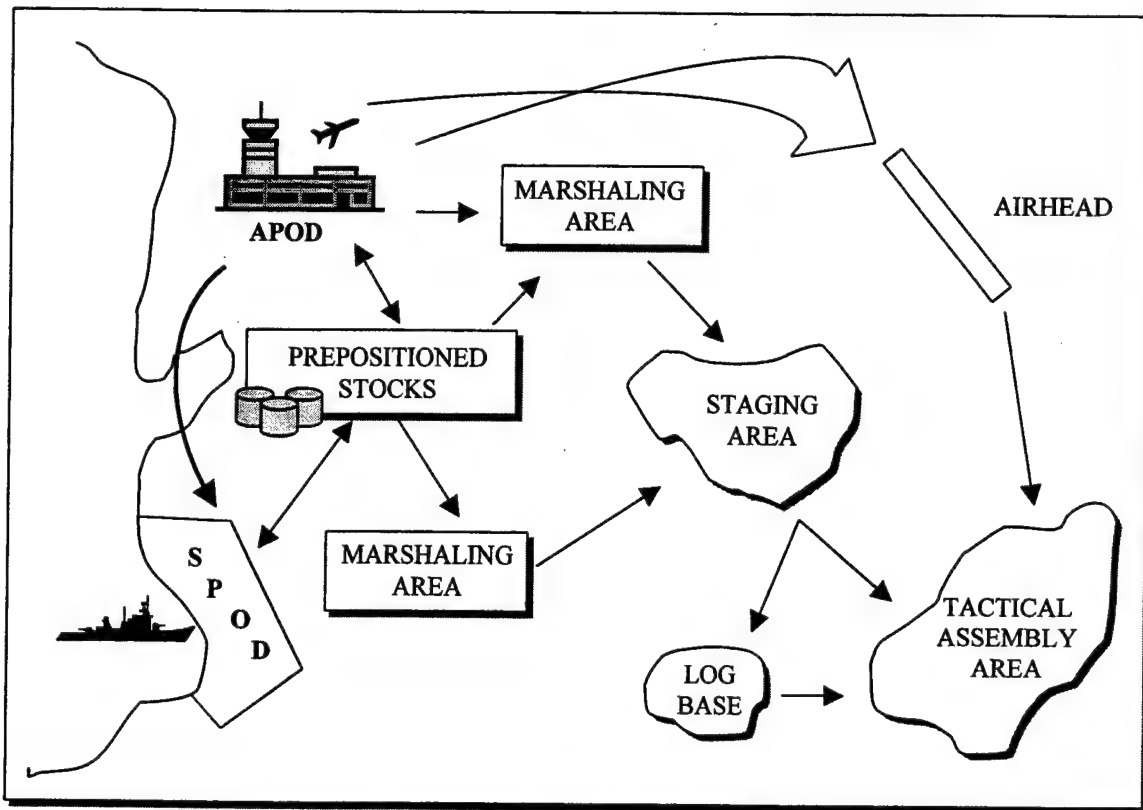 MARSHALING
AREA
AIRHEAD
APOD
PREPOSITIONED
STOCKS
STAGING
AREA
S
P
O
D
MARSHALING
AREA
TACTICAL
ASSEMBLY
AREA
LOG
BASE